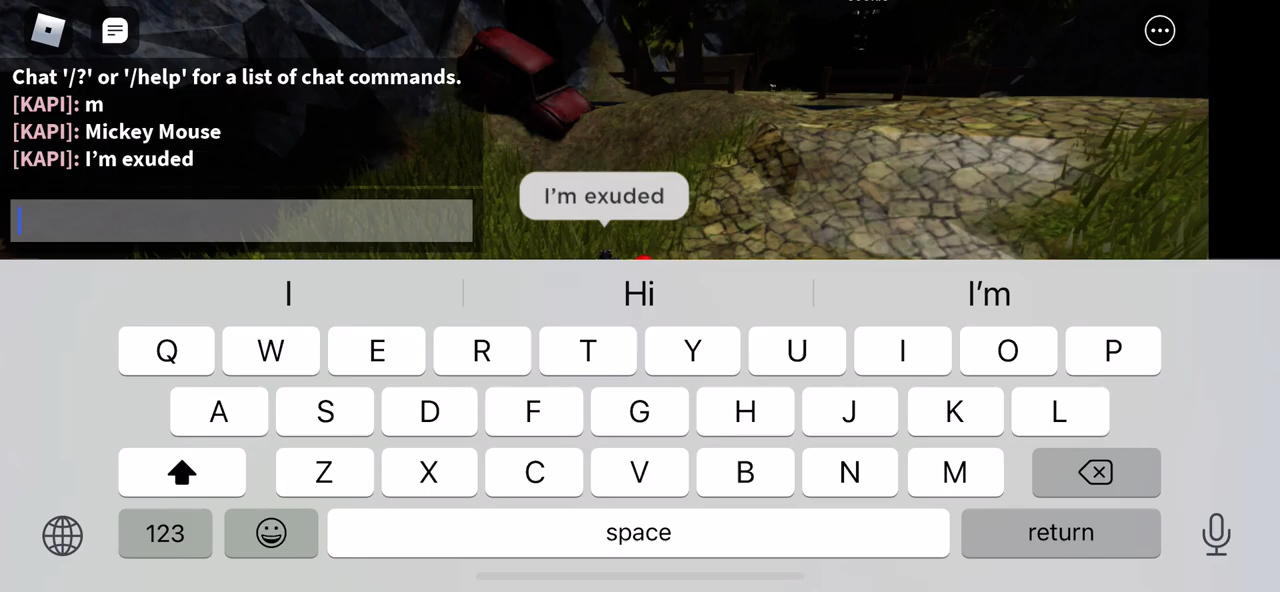 Chat '/?' or '/help' for a list of chat commands.
[KAPI]: m
[KAPI]: Mickey Mouse
[KAPI]: I’m exuded
I’m exuded
I Hi I’m
Q W E R T Y U I O P
A S D F G H J K L
Z X C V B N M
123 space return